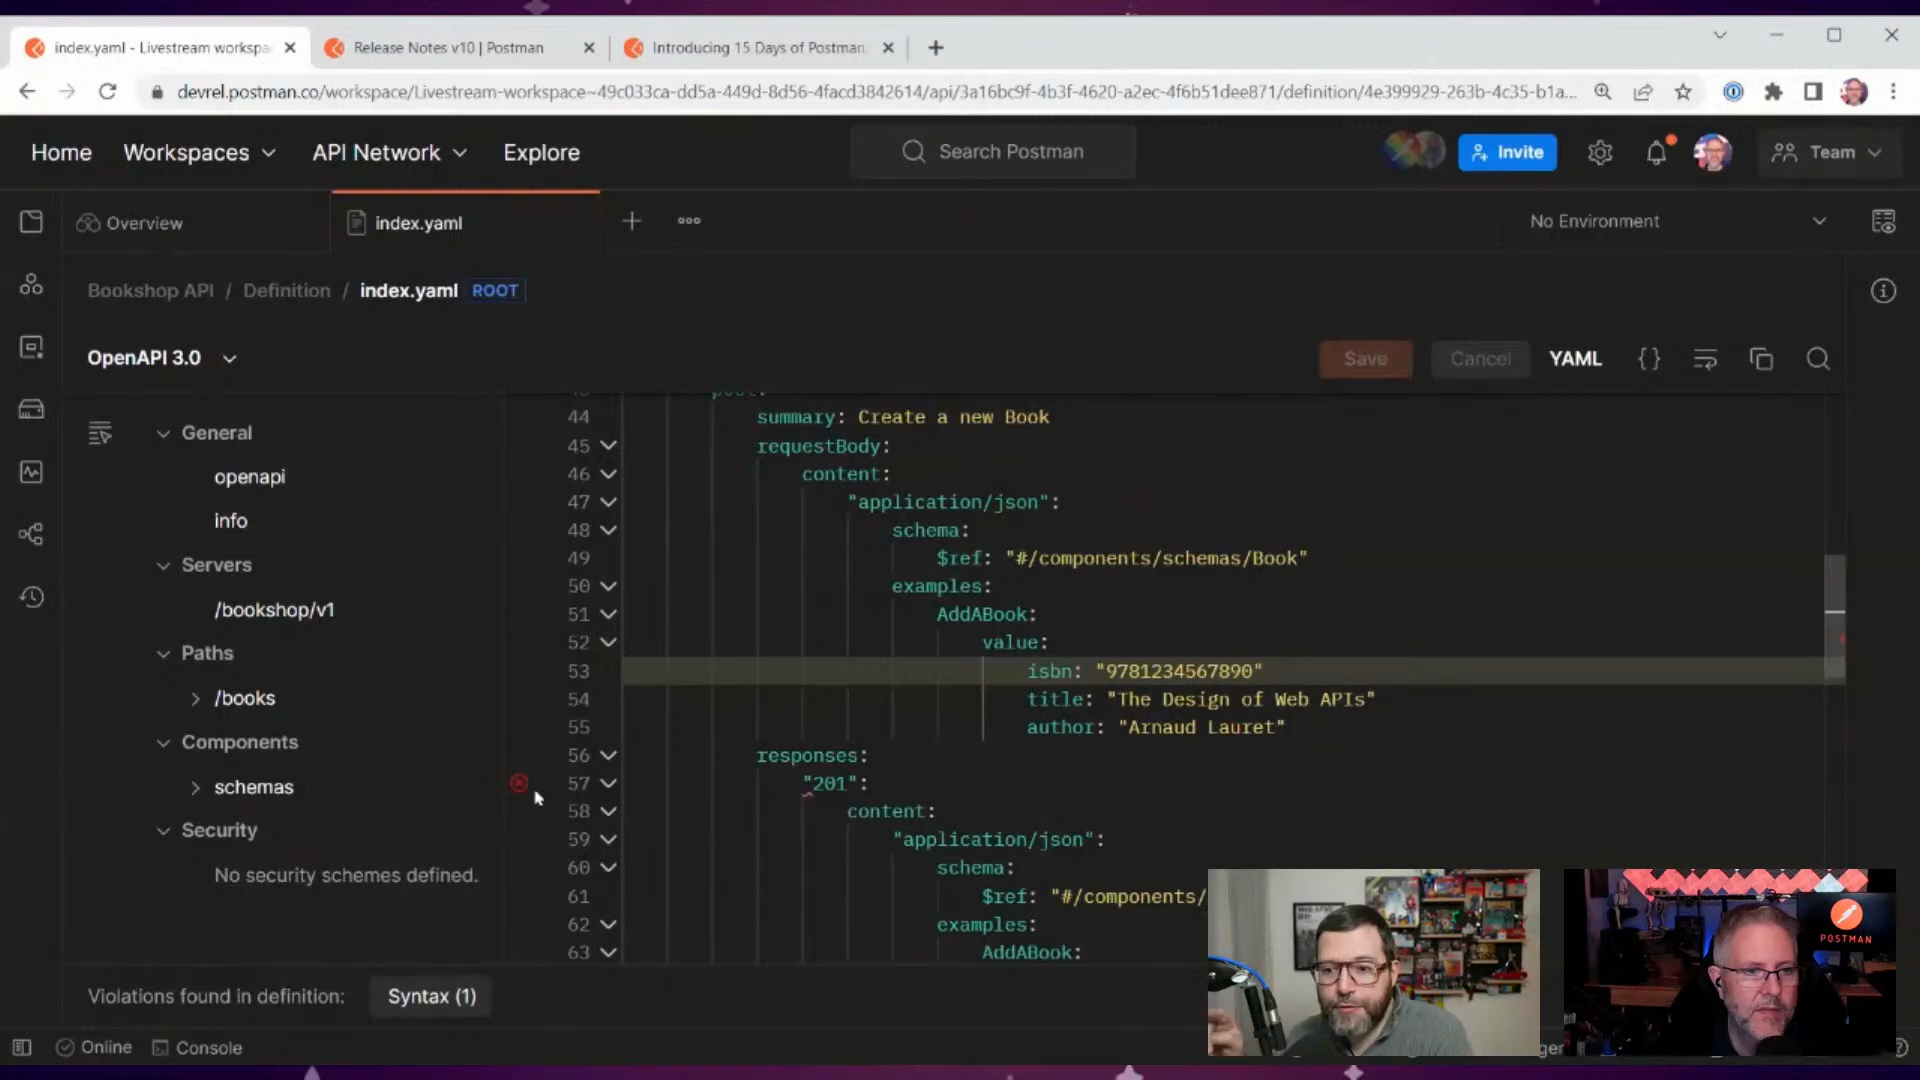 index.yaml - Livestream workspa
Release Notes v10 | Postman
Introducing 15 Days of Postman
devrel.postman.co/workspace/Livestream-workspace~49c033ca-dd5a-449d-8d56-4facd3842614/api/3a16bc9f-4b3f-4620-a2ec-4f6b51dee871/definition/4e399929-263b-4c35-b1a...
Home Workspaces API Network Explore Search Postman Invite Team
Overview index.yaml No Environment
Bookshop API / Definition / index.yaml ROOT
OpenAPI 3.0 Save Cancel YAML
General
openapi
info
Servers
/bookshop/v1
Paths
/books
Components
schemas
Security
No security schemes defined.
43 post:
44 summary: Create a new Book
45 requestBody:
46 content:
47 "application/json":
48 schema:
49 $ref: "#/components/schemas/Book"
50 examples:
51 AddABook:
52 value:
53 isbn: "9781234567890"
54 title: "The Design of Web APIs"
55 author: "Arnaud Lauret"
56 responses:
57 "201":
58 content:
59 "application/json":
60 schema:
61 $ref: "#/components/
62 examples:
63 AddABook:
POSTMAN
Violations found in definition: Syntax (1)
Online Console